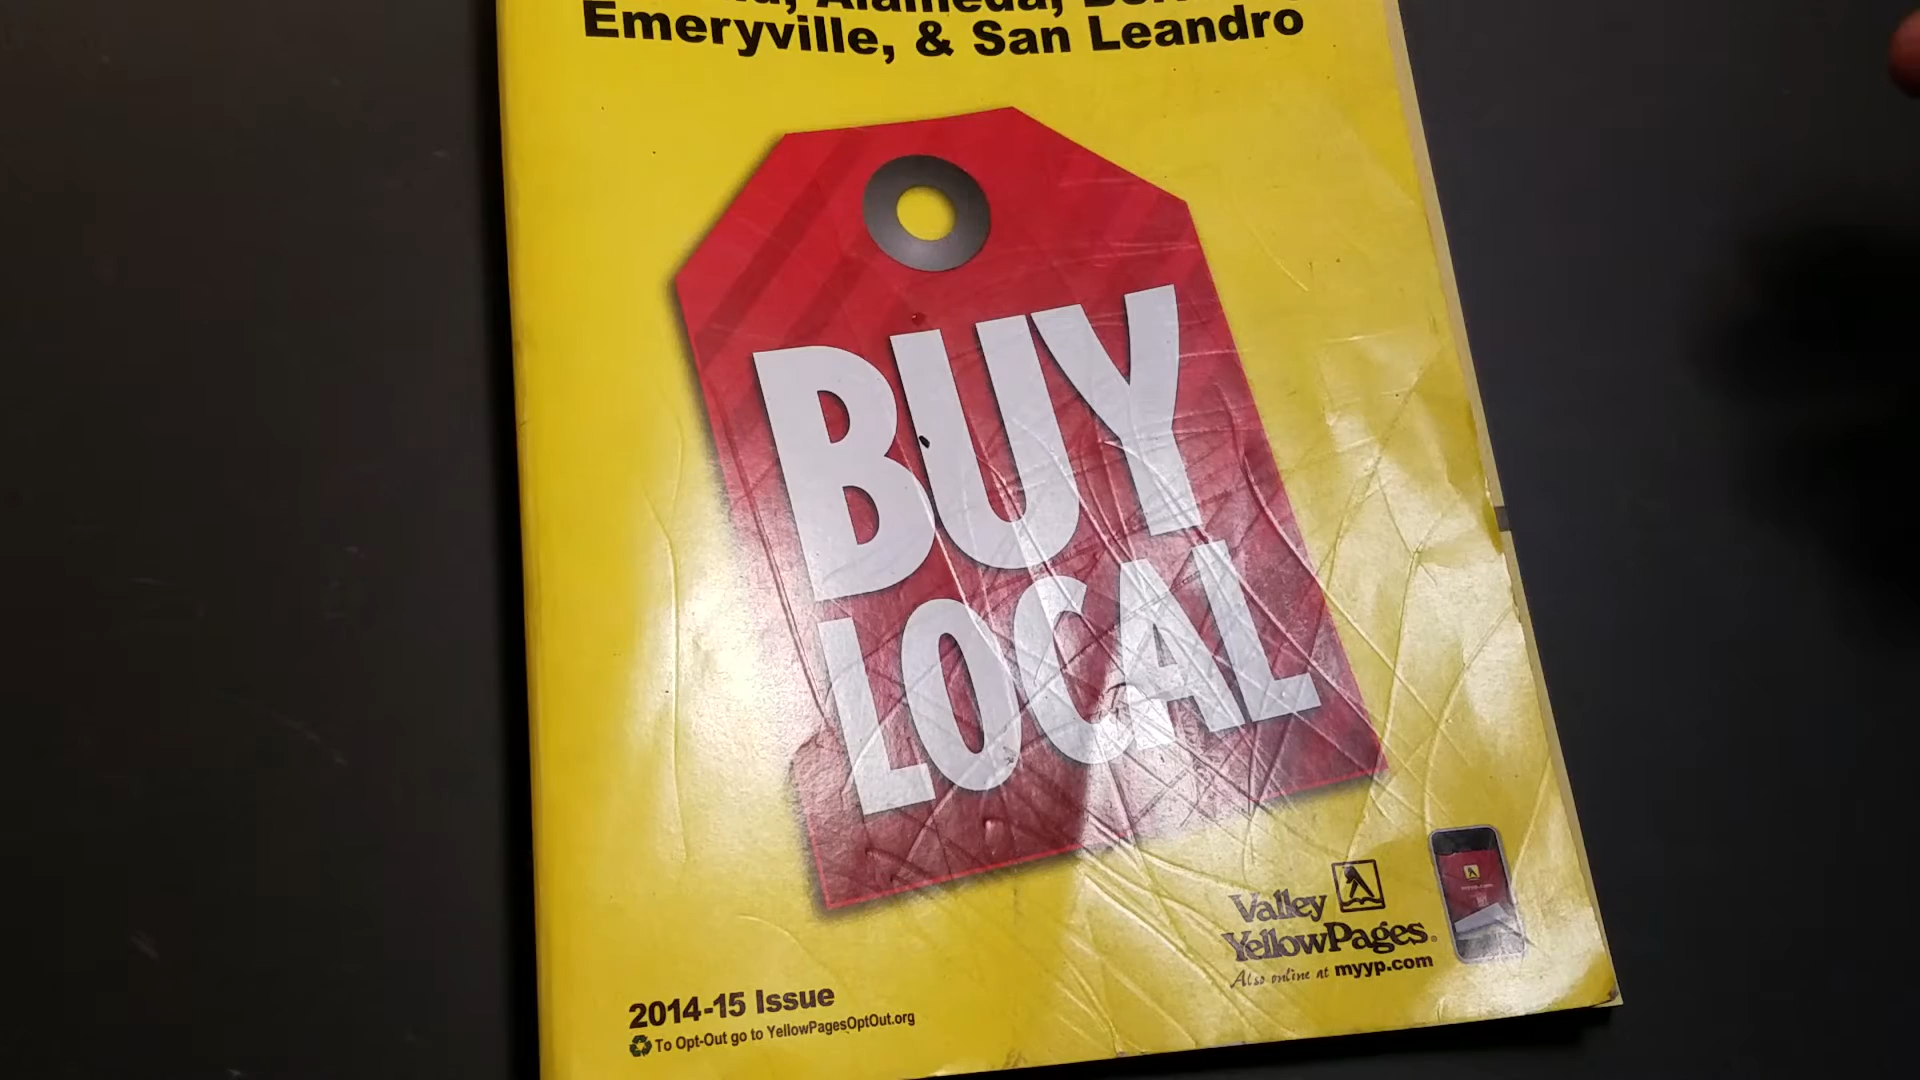 Alameda,
Emeryville, & San Leandro
BUY
LOCAL
Valley
YellowPages®
Also online at myyp.com
2014-15 Issue
To Opt-Out go to YellowPagesOptOut.org